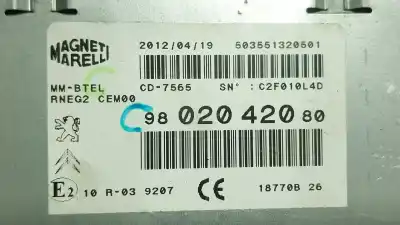 MAGNETI
MARELLI
2012/04/19 503551320601
MM-BTEL CD-7565 SN° : C2F010L4D
RNEG2 CEM00
98 020 420 80
E2 10 R-03 9207 CE 18770B 26